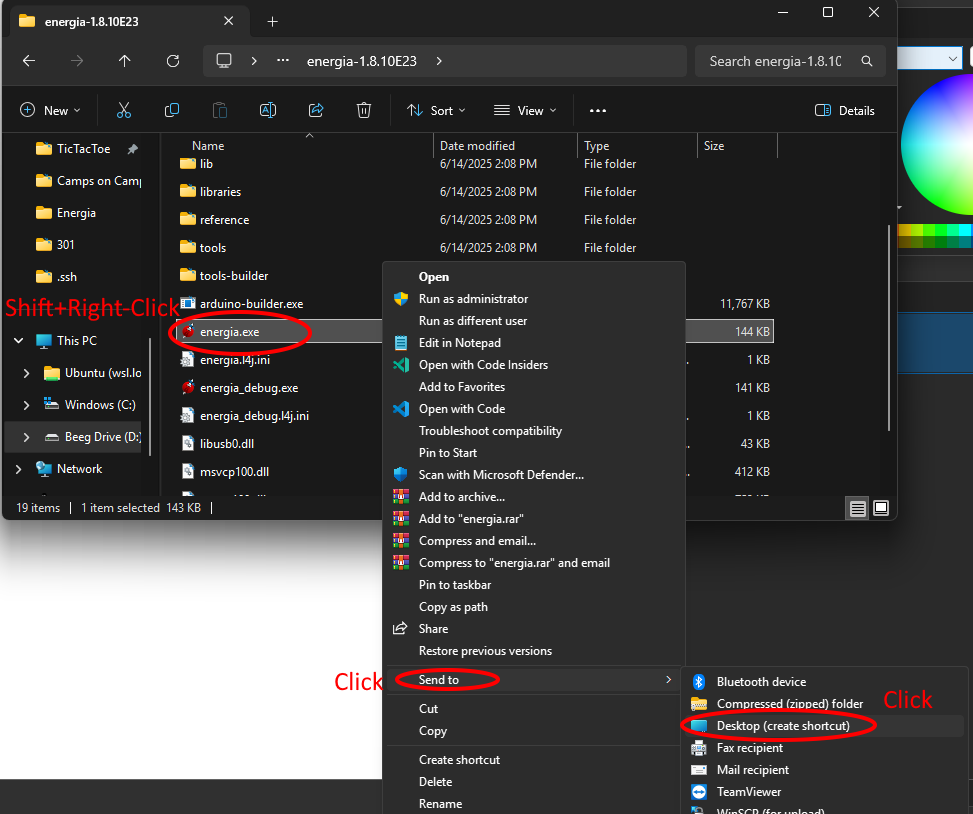 energia-1.8.10E23
energia-1.8.10E23
Search energia-1.8.10
New
Sort
View
Details
Name
Date modified
Type
Size
TicTacToe
Camps on Camp
Energia
301
.ssh
This PC
Ubuntu (wsl.lo
Windows (C:)
Beeg Drive (D:)
Network
lib 6/14/2025 2:08 PM File folder
libraries 6/14/2025 2:08 PM File folder
reference 6/14/2025 2:08 PM File folder
tools 6/14/2025 2:08 PM File folder
tools-builder
arduino-builder.exe 11,767 KB
Shift+Right-Click
energia.exe 144 KB
energia.l4j.ini 1 KB
energia_debug.exe 141 KB
energia_debug.l4j.ini 1 KB
libusb0.dll 43 KB
msvcp100.dll 412 KB
19 items
1 item selected 143 KB
Open
Run as administrator
Run as different user
Edit in Notepad
Open with Code Insiders
Add to Favorites
Open with Code
Troubleshoot compatibility
Pin to Start
Scan with Microsoft Defender...
Add to archive...
Add to "energia.rar"
Compress and email...
Compress to "energia.rar" and email
Pin to taskbar
Copy as path
Share
Restore previous versions
Click
Send to
Cut
Copy
Create shortcut
Delete
Rename
Bluetooth device
Compressed (zipped) folder
Click
Desktop (create shortcut)
Fax recipient
Mail recipient
TeamViewer
WinSCP (for upload)